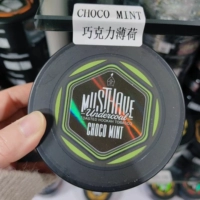 CHOCO MINT
巧克力薄荷
MUSTHAVE
Undercoal
CHOCO MINT